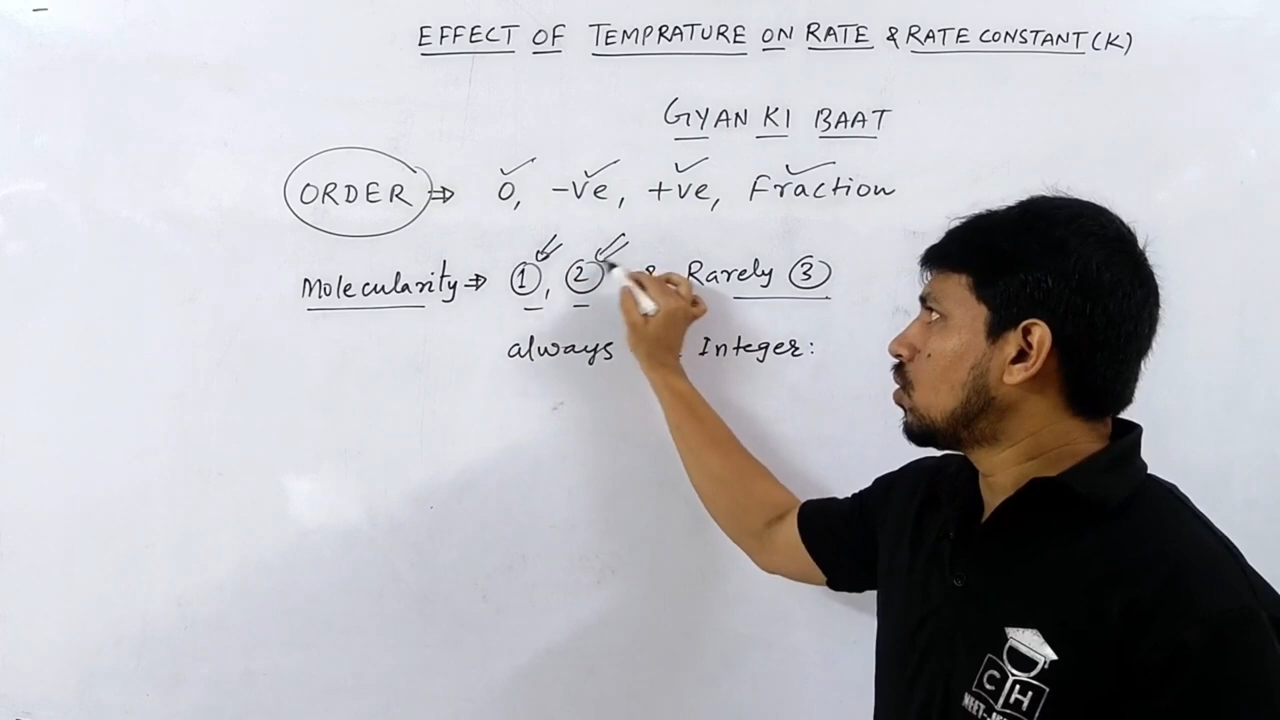 EFFECT OF TEMPRATURE ON RATE & RATE CONSTANT (K)
GYAN KI BAAT
ORDER ⇒ 0, -ve, +ve, Fraction
Molecularity ⇒ 1, 2 & Rarely 3
always Integer:
CH